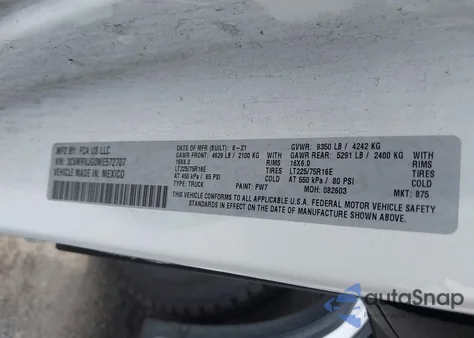 MFD BY: FCA US LLC
VIN: 3C6MRVJG9ME572707
VEHICLE MADE IN: MEXICO
DATE OF MFR (BUILT): 8-21
GVWR: 9350 LB / 4242 KG
GAWR FRONT: 4629 LB / 2100 KG WITH
GAWR REAR: 5291 LB / 2400 KG WITH
16X6.0 RIMS
16X6.0 RIMS
LT225/75R16E TIRES
LT225/75R16E TIRES
AT 450 kPa / 65 PSI COLD
AT 550 kPa / 80 PSI COLD
TYPE: TRUCK PAINT: PW7 MDH: 082603 MKT: 875
THIS VEHICLE CONFORMS TO ALL APPLICABLE U.S.A. FEDERAL MOTOR VEHICLE SAFETY
STANDARDS IN EFFECT ON THE DATE OF MANUFACTURE SHOWN ABOVE
autoSnap